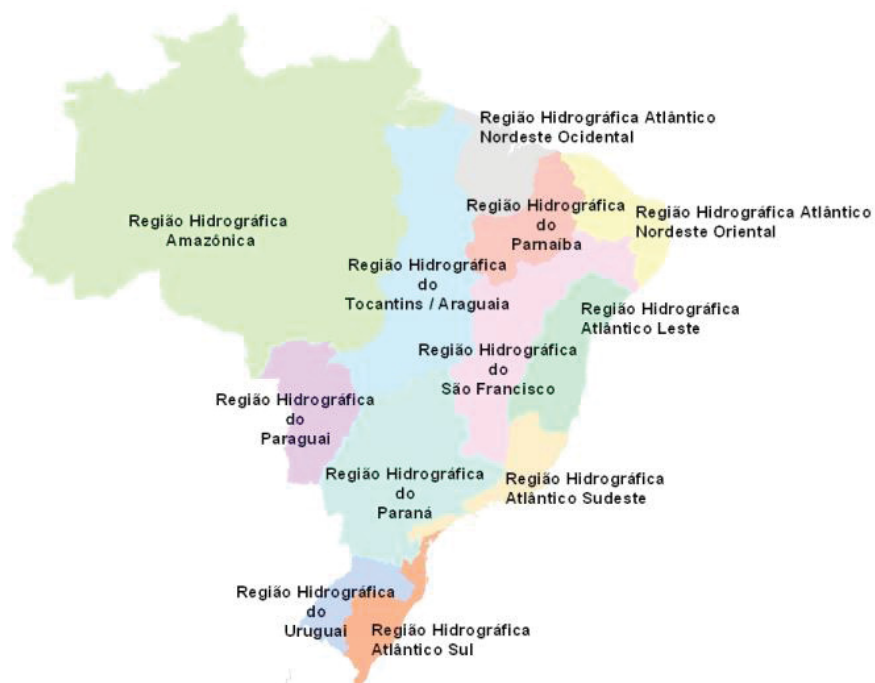 Região Hidrográfica Atlântico
Nordeste Ocidental
Região Hidrográfica
do
Parnaíba
Região Hidrográfica Atlântico
Nordeste Oriental
Região Hidrográfica
Amazônica
Região Hidrográfica
do
Tocantins / Araguaia
Região Hidrográfica
Atlântico Leste
Região Hidrográfica
do
São Francisco
Região Hidrográfica
do
Paraguai
Região Hidrográfica
do
Paraná
Região Hidrográfica
Atlântico Sudeste
Região Hidrográfica
do
Uruguai
Região Hidrográfica
Atlântico Sul